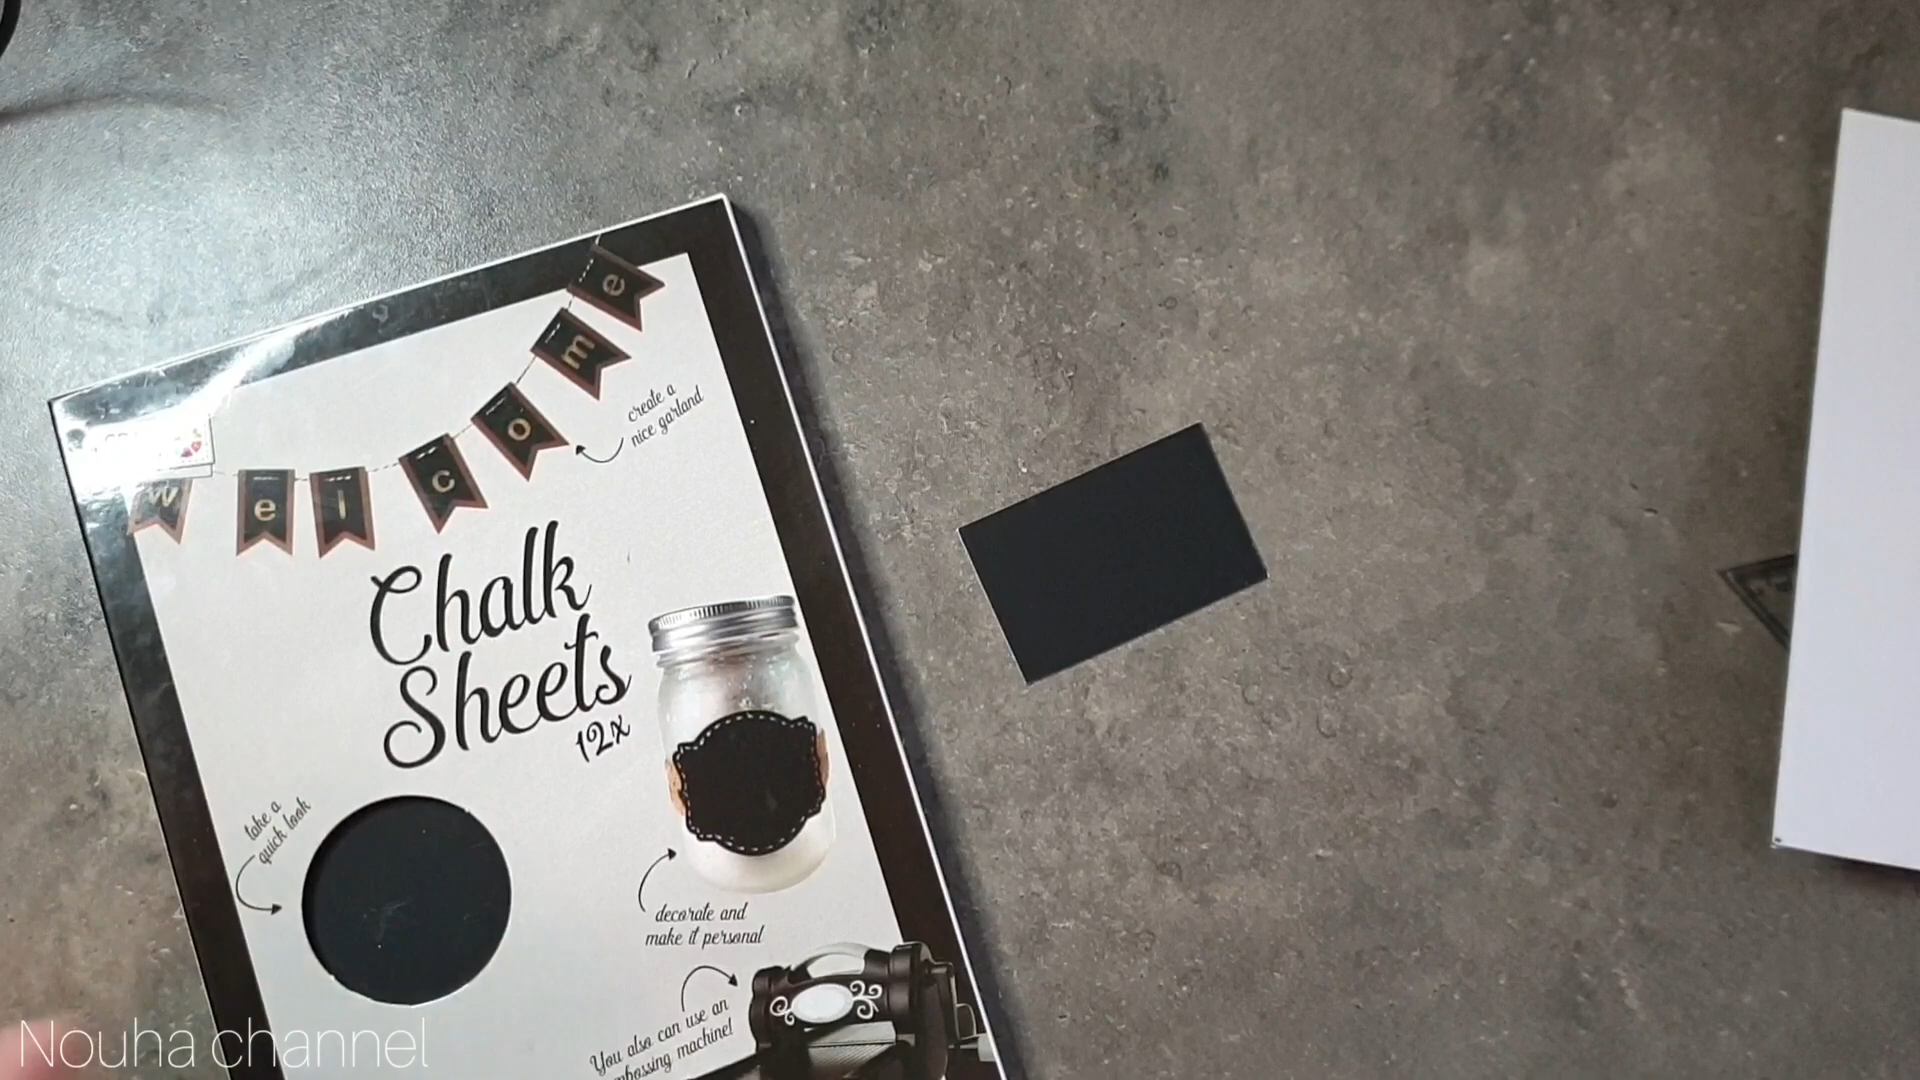 welcome
create a
nice garland
Chalk
Sheets
12x
take a
quick look
decorate and
make it personal
You also can use an
embossing machine!
Nouha channel